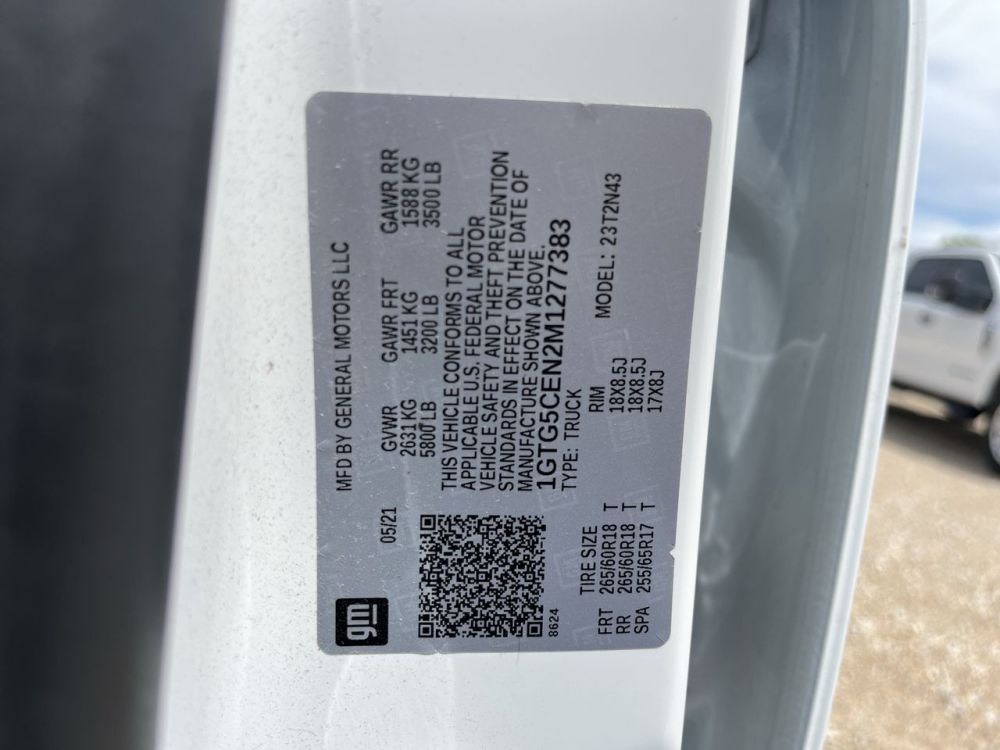 gm
MFD BY GENERAL MOTORS LLC
05/21
GVWR GAWR FRT GAWR RR
2631 KG 1451 KG 1588 KG
5800 LB 3200 LB 3500 LB
THIS VEHICLE CONFORMS TO ALL
APPLICABLE U.S. FEDERAL MOTOR
VEHICLE SAFETY AND THEFT PREVENTION
STANDARDS IN EFFECT ON THE DATE OF
MANUFACTURE SHOWN ABOVE.
1GTG5CEN2M1277383
TYPE: TRUCK
8624
MODEL: 23T2N43
TIRE SIZE RIM
FRT 265/60R18 T 18X8.5J
RR 265/60R18 T 18X8.5J
SPA 255/65R17 T 17X8J